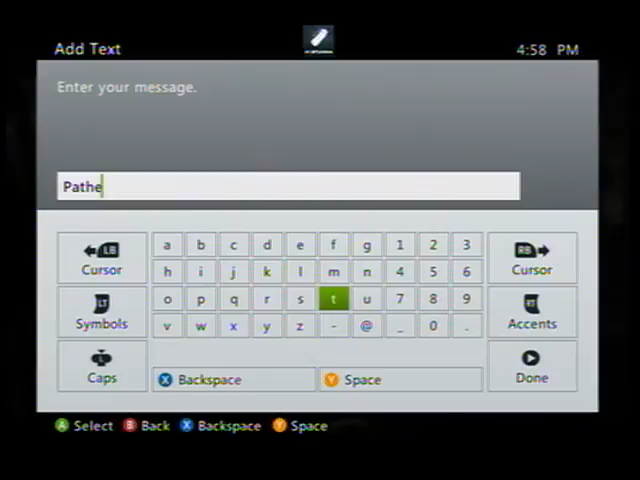 Add Text
4:58 PM
Enter your message.
Pathe
LB
Cursor
a b c d e f g 1 2 3
RB
Cursor
h i j k l m n 4 5 6
LT
Symbols
o p q r s t u 7 8 9
RT
Accents
v w x y z - @ _ 0 .
L
Caps
X Backspace
Y Space
Done
A Select B Back X Backspace Y Space